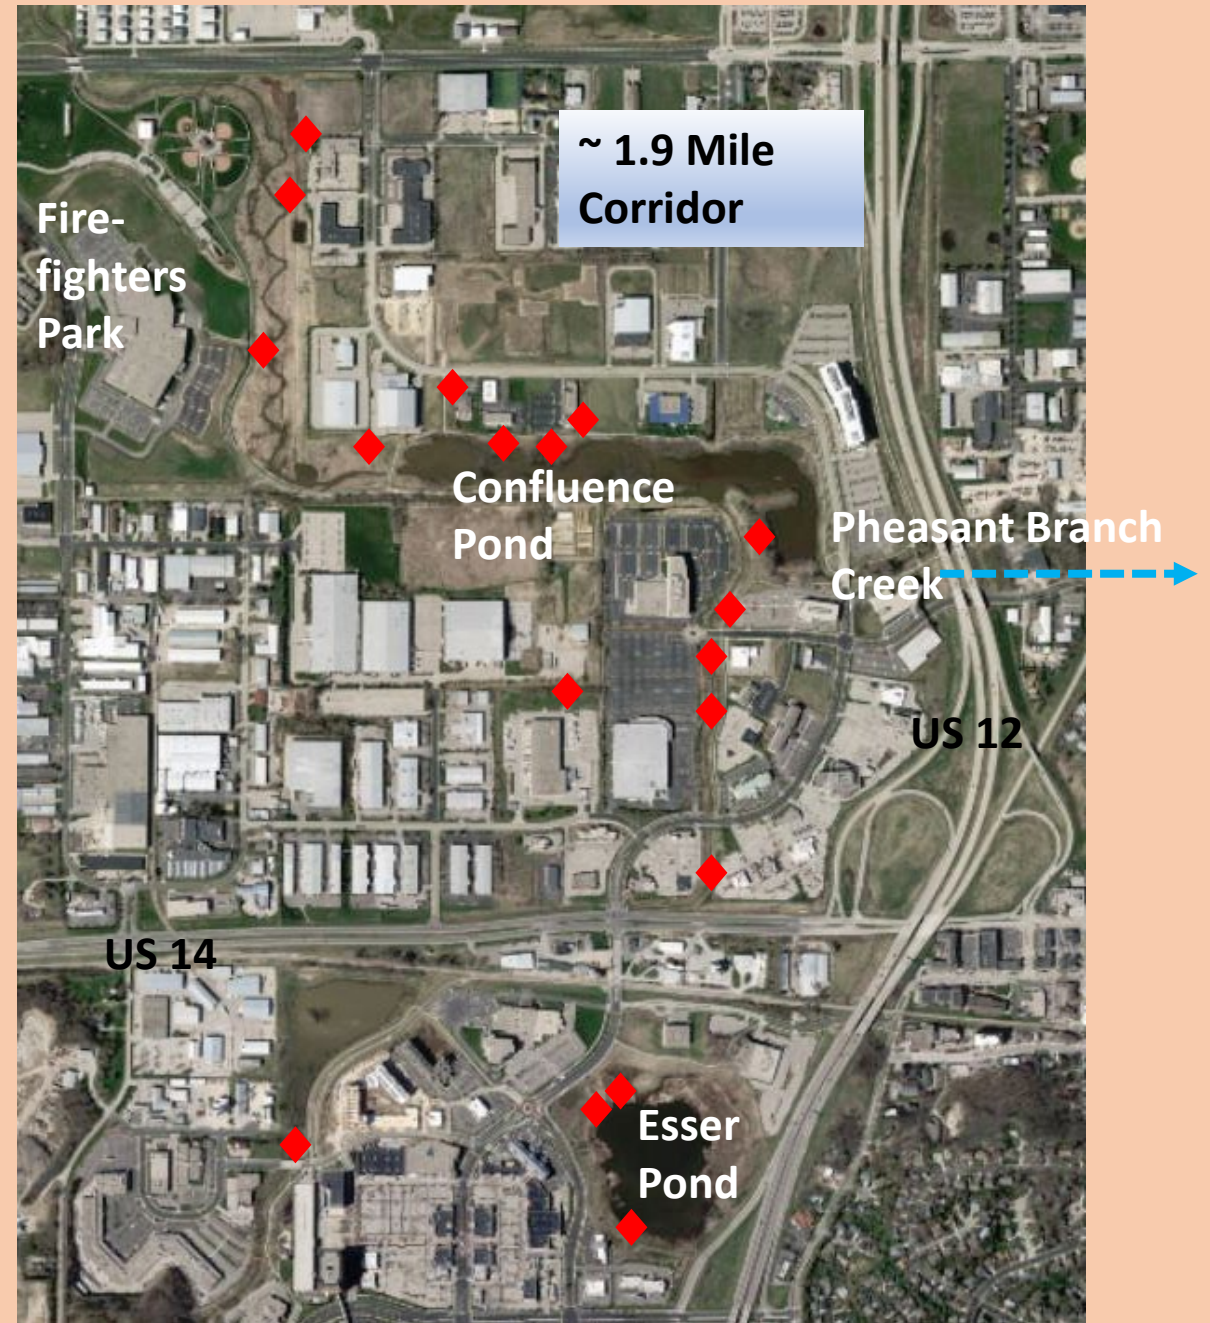 ~ 1.9 Mile
Corridor
Fire-
fighters
Park
Confluence
Pond
Pheasant Branch
Creek
US 12
US 14
Esser
Pond